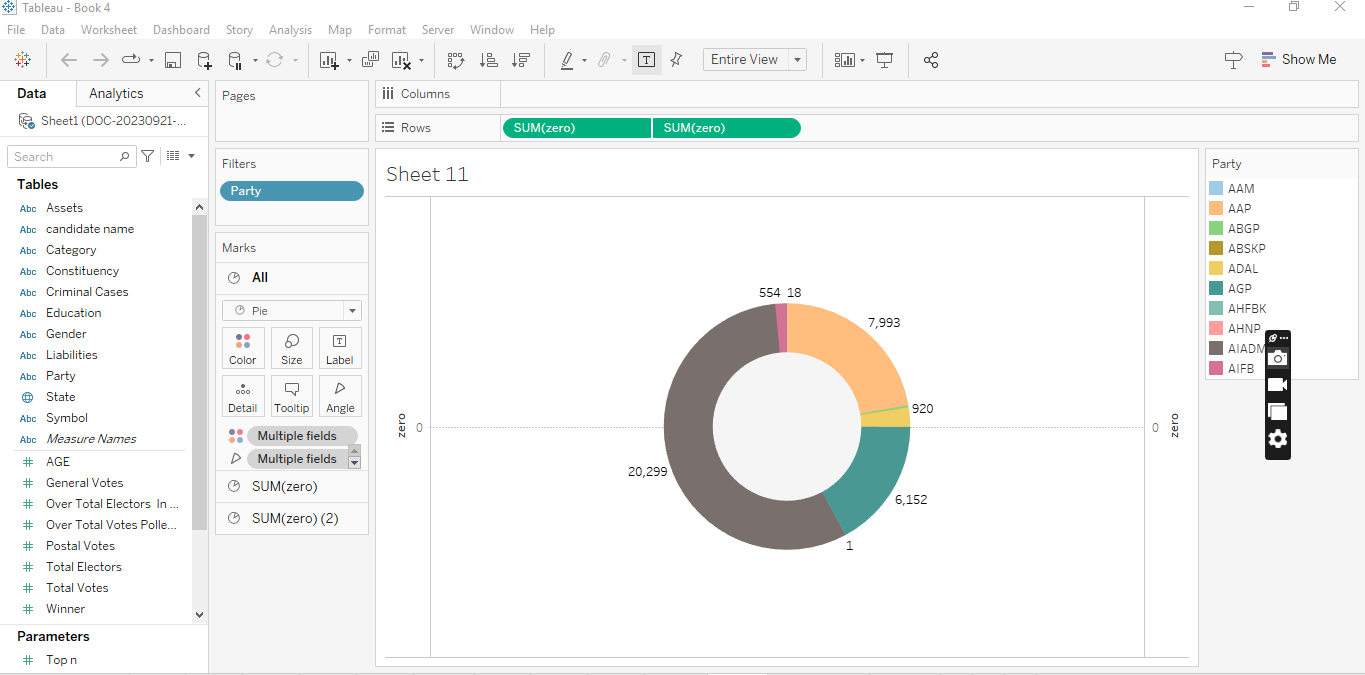 Tableau - Book 4
File Data Worksheet Dashboard Story Analysis Map Format Server Window Help
Entire View
Show Me
Data Analytics
Sheet1 (DOC-20230921-...
Search
Tables
Abc Assets
Abc candidate name
Abc Category
Abc Constituency
Abc Criminal Cases
Abc Education
Abc Gender
Abc Liabilities
Abc Party
State
Abc Symbol
Abc Measure Names
# AGE
# General Votes
# Over Total Electors In ...
# Over Total Votes Polle...
# Postal Votes
# Total Electors
# Total Votes
# Winner
Parameters
# Top n
Pages
Filters
Party
Marks
All
Pie
Color Size Label
Detail Tooltip Angle
Multiple fields
Multiple fields
SUM(zero)
SUM(zero) (2)
Columns
Rows SUM(zero) SUM(zero)
Sheet 11
554 18
7,993
920
zero 0
0 zero
20,299
6,152
1
Party
AAM
AAP
ABGP
ABSKP
ADAL
AGP
AHFBK
AHNP
AIADM
AIFB